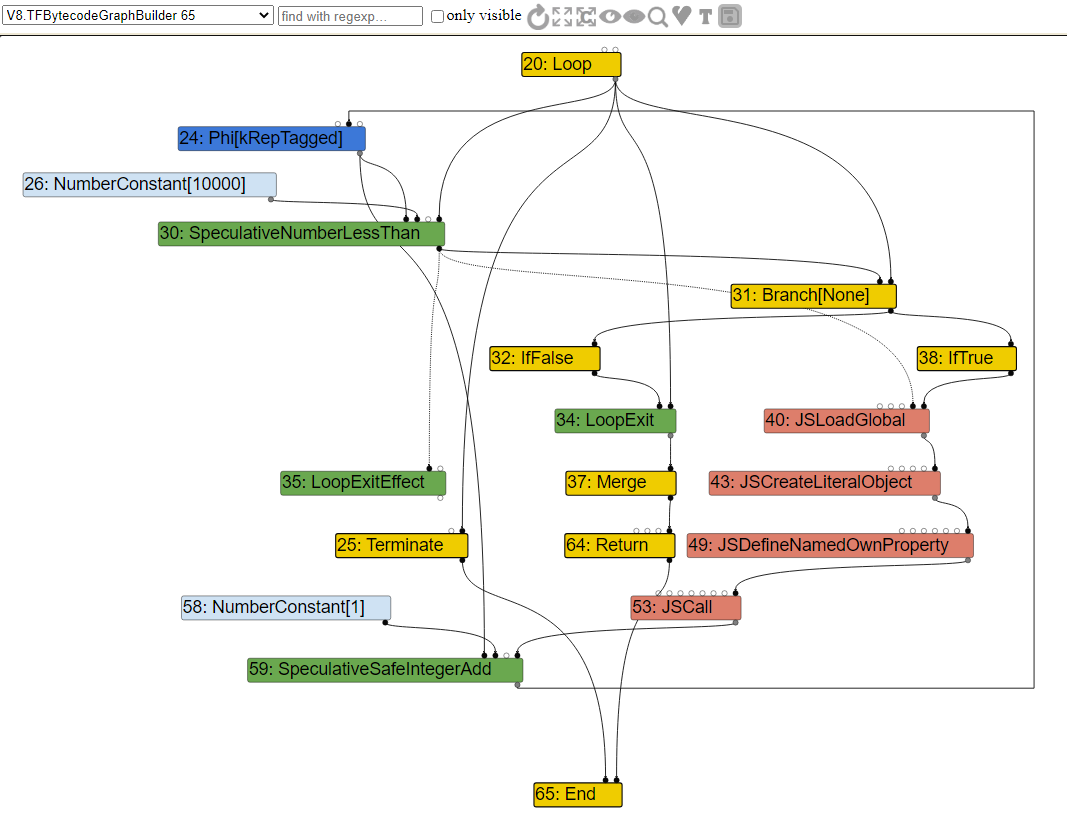 V8.TFBytecodeGraphBuilder 65
find with regexp…
only visible
T
20: Loop
24: Phi[kRepTagged]
26: NumberConstant[10000]
30: SpeculativeNumberLessThan
31: Branch[None]
32: IfFalse
38: IfTrue
34: LoopExit
40: JSLoadGlobal
35: LoopExitEffect
37: Merge
43: JSCreateLiteralObject
25: Terminate
64: Return
49: JSDefineNamedOwnProperty
58: NumberConstant[1]
53: JSCall
59: SpeculativeSafeIntegerAdd
65: End